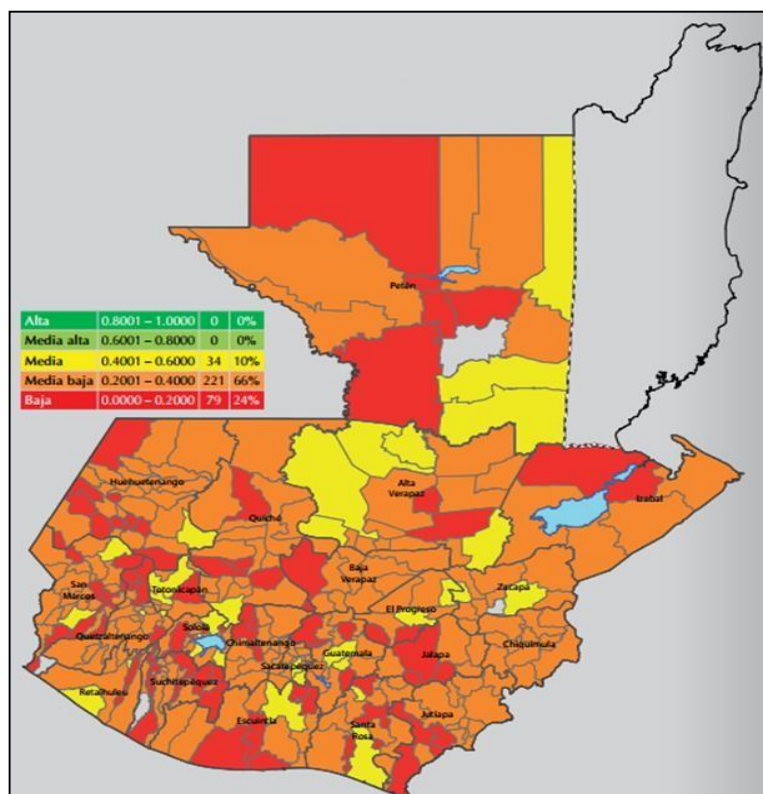 Petén
Alta 0.8001 – 1.0000 0 0%
Media alta 0.6001 – 0.8000 0 0%
Media 0.4001 – 0.6000 34 10%
Media baja 0.2001 – 0.4000 221 66%
Baja 0.0000 – 0.2000 79 24%
Huehuetenango
Alta
Verapaz
Izabal
Quiché
Baja
Verapaz
San
Marcos
Totonicapán
Zacapa
El Progreso
Quetzaltenango
Sololá
Chimaltenango
Guatemala
Jalapa
Chiquimula
Sacatepéquez
Retalhuleu
Suchitepéquez
Escuintla
Santa
Rosa
Jutiapa